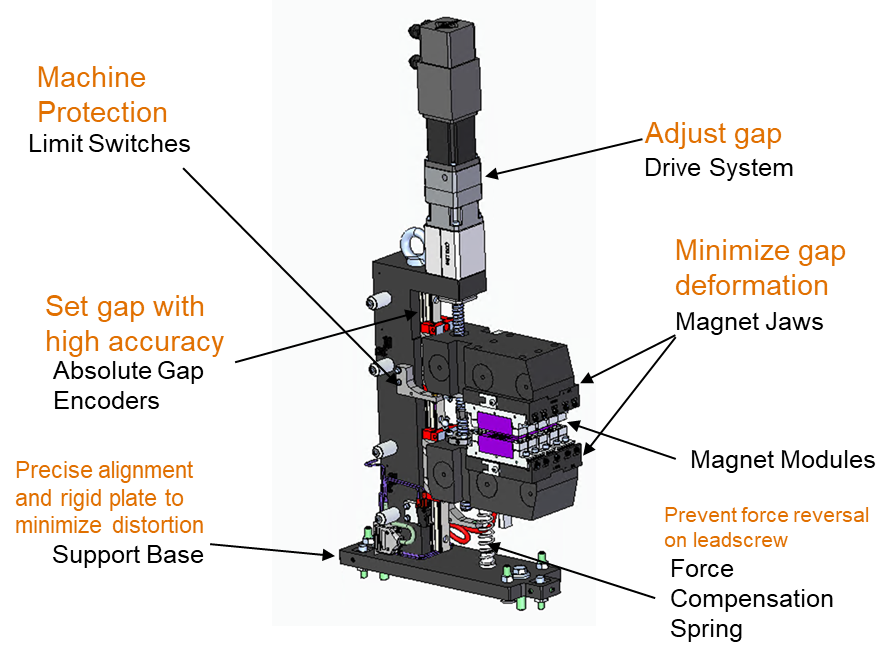 Machine
Protection
Limit Switches
Adjust gap
Drive System
Minimize gap
deformation
Magnet Jaws
Set gap with
high accuracy
Absolute Gap
Encoders
Magnet Modules
Precise alignment
and rigid plate to
minimize distortion
Support Base
Prevent force reversal
on leadscrew
Force
Compensation
Spring